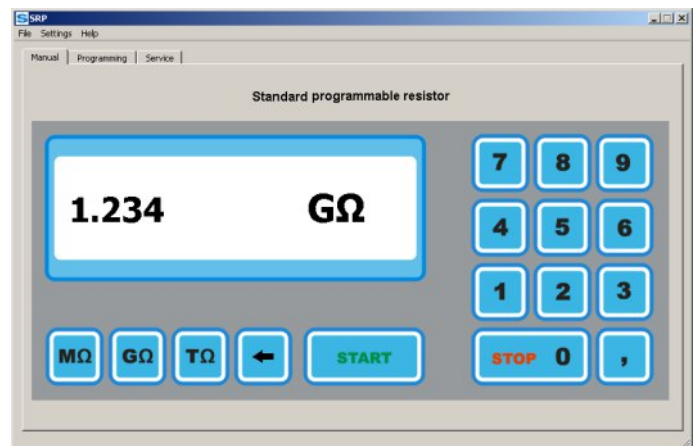 SRP
File Settings Help
Manual Programming Service
Standard programmable resistor
1.234 GΩ
7 8 9
4 5 6
1 2 3
MΩ GΩ TΩ START STOP 0 ,